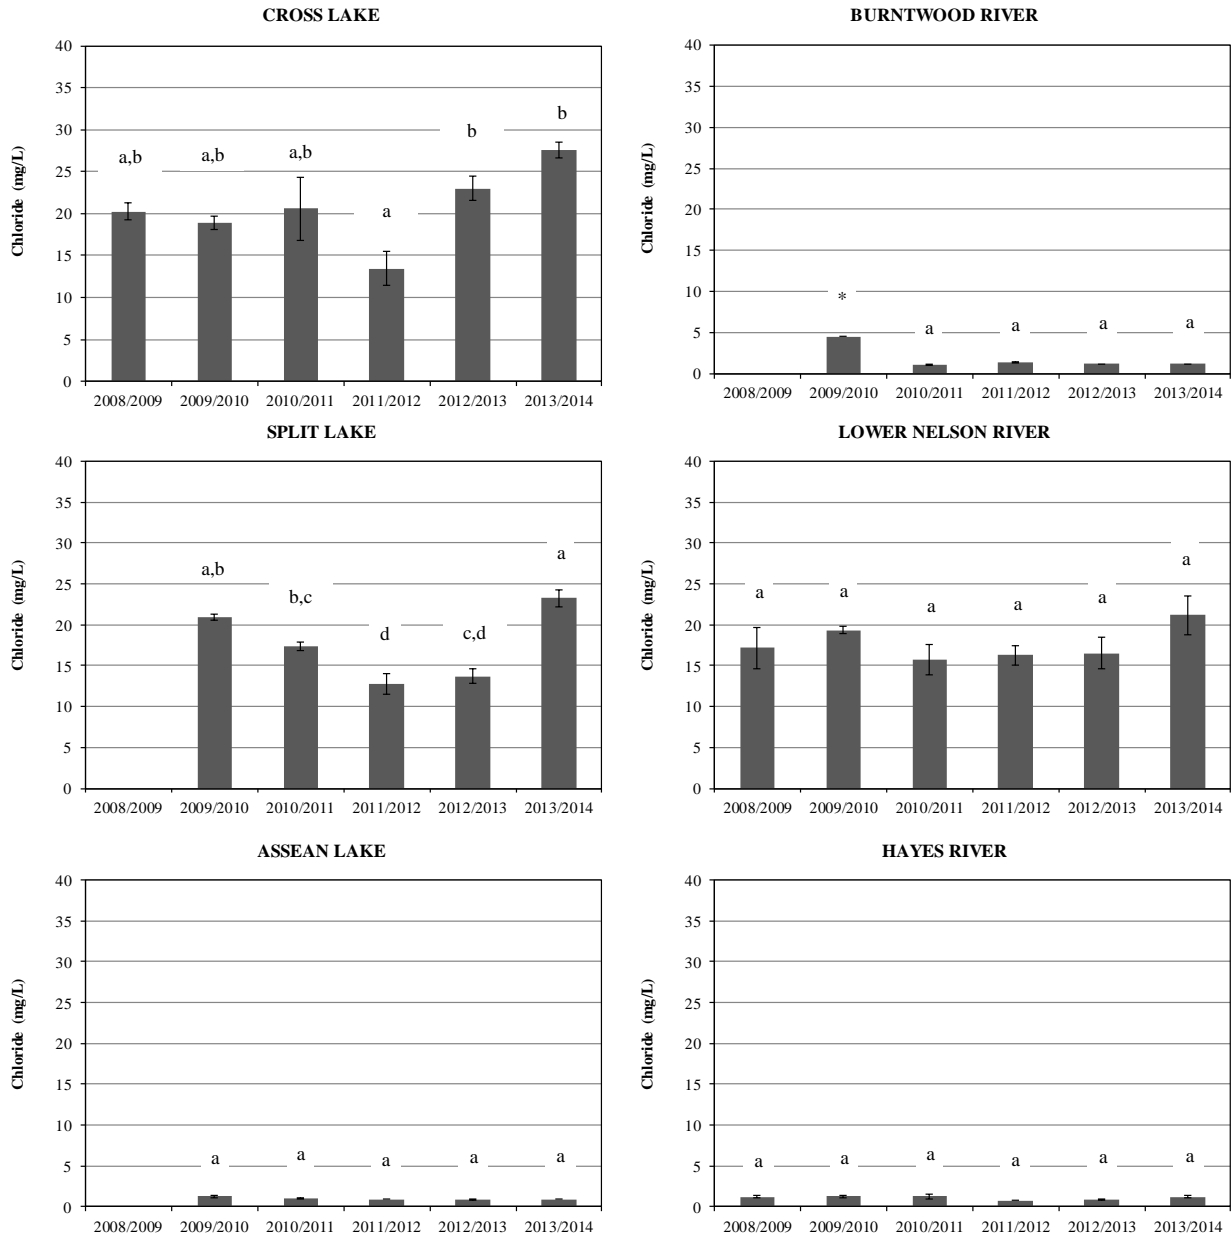 CROSS LAKE
Chloride (mg/L)
40
35
30
25
20
15
10
5
0
a,b
a,b
a,b
a
b
b
2008/2009 2009/2010 2010/2011 2011/2012 2012/2013 2013/2014
BURNTWOOD RIVER
Chloride (mg/L)
40
35
30
25
20
15
10
5
0
*
a
a
a
a
2008/2009 2009/2010 2010/2011 2011/2012 2012/2013 2013/2014
SPLIT LAKE
Chloride (mg/L)
40
35
30
25
20
15
10
5
0
a,b
b,c
d
c,d
a
2008/2009 2009/2010 2010/2011 2011/2012 2012/2013 2013/2014
LOWER NELSON RIVER
Chloride (mg/L)
40
35
30
25
20
15
10
5
0
a
a
a
a
a
a
2008/2009 2009/2010 2010/2011 2011/2012 2012/2013 2013/2014
ASSEAN LAKE
Chloride (mg/L)
40
35
30
25
20
15
10
5
0
a
a
a
a
a
2008/2009 2009/2010 2010/2011 2011/2012 2012/2013 2013/2014
HAYES RIVER
Chloride (mg/L)
40
35
30
25
20
15
10
5
0
a
a
a
a
a
a
2008/2009 2009/2010 2010/2011 2011/2012 2012/2013 2013/2014